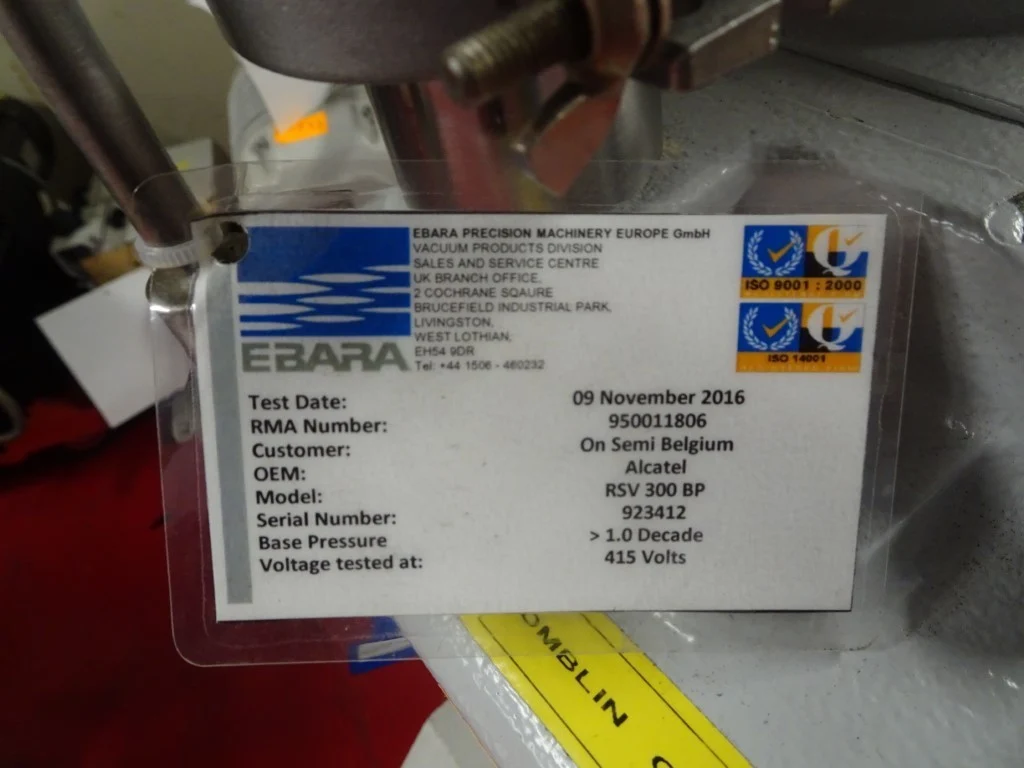 EBARA PRECISION MACHINERY EUROPE GmbH
VACUUM PRODUCTS DIVISION
SALES AND SERVICE CENTRE
UK BRANCH OFFICE,
2 COCHRANE SQAURE
BRUCEFIELD INDUSTRIAL PARK,
LIVINGSTON,
WEST LOTHIAN,
EH54 9DR
Tel: +44 1506 - 460232
EBARA
Q
ISO 9001 : 2000
Q
ISO 14001
Test Date: 09 November 2016
RMA Number: 950011806
Customer: On Semi Belgium
OEM: Alcatel
Model: RSV 300 BP
Serial Number: 923412
Base Pressure > 1.0 Decade
Voltage tested at: 415 Volts
OMBLIN